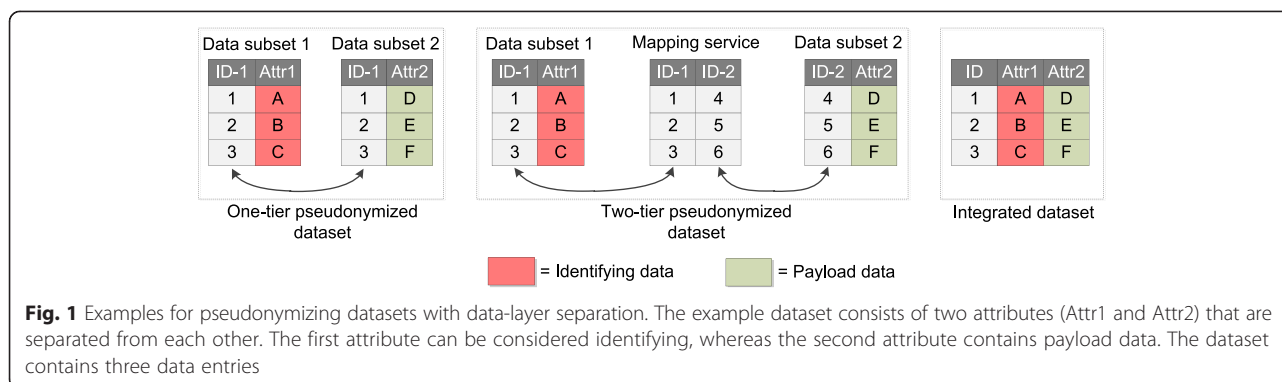 Data subset 1 Data subset 2 Data subset 1 Mapping service Data subset 2
ID-1 Attr1 ID-1 Attr2 ID-1 Attr1 ID-1 ID-2 ID-2 Attr2 ID Attr1 Attr2
1 A 1 D 1 A 1 4 4 D 1 A D
2 B 2 E 2 B 2 5 5 E 2 B E
3 C 3 F 3 C 3 6 6 F 3 C F
One-tier pseudonymized
dataset
Two-tier pseudonymized
dataset
Integrated dataset
= Identifying data = Payload data
Fig. 1 Examples for pseudonymizing datasets with data-layer separation. The example dataset consists of two attributes (Attr1 and Attr2) that are
separated from each other. The first attribute can be considered identifying, whereas the second attribute contains payload data. The dataset
contains three data entries